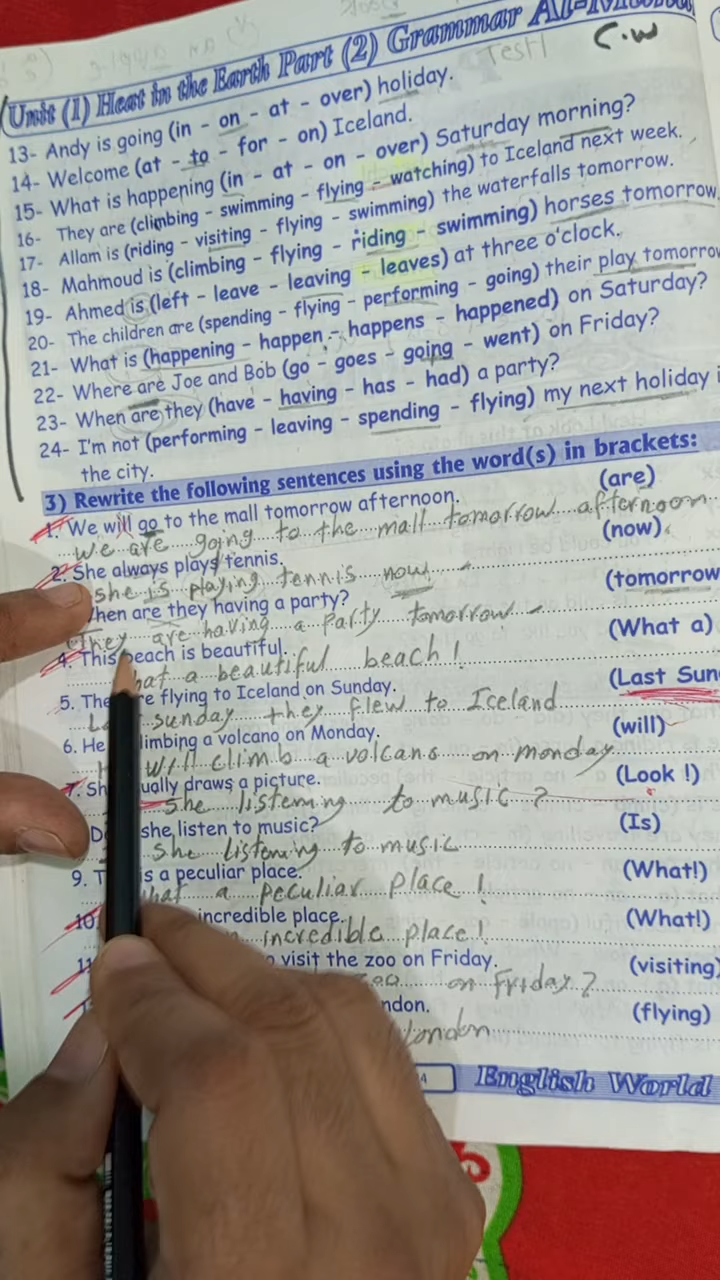 Test1
C.W
Unit (1) Heat in the Earth Part (2) Grammar
13- Andy is going (in - on - at - over) holiday.
14- Welcome (at - to - for - on) Iceland.
15- What is happening (in - at - on - over) Saturday morning?
16- They are (climbing - swimming - flying - watching) to Iceland next week.
17- Allam is (riding - visiting - flying - swimming) the waterfalls tomorrow.
18- Mahmoud is (climbing - flying - riding - swimming) horses tomorrow.
19- Ahmed is (left - leave - leaving - leaves) at three o'clock.
20- The children are (spending - flying - performing - going) their play
21- What is (happening - happen - happens - happened) on Saturday?
22- Where are Joe and Bob (go - goes - going - went) on Friday?
23- When are they (have - having - has - had) a party?
24- I'm not (performing - leaving - spending - flying) my next holiday
the city.
3) Rewrite the following sentences using the word(s) in brackets:
1. We will go to the mall tomorrow afternoon. (are)
we are going to the mall tomorrow afternoon
2. She always plays tennis. (now)
she is playing tennis now
are they having a party? (tomorrow
they are having a party tomorrow
4. This beach is beautiful. (What a)
a beautiful beach!
5. flying to Iceland on Sunday. (Last
sunday they flew to Iceland
6. He on Monday. (will)
will climb a volcano on monday
7. draws a picture. (Look !)
she listening to music?
she listen to music? (Is)
she listening to music
9. is a peculiar place. (What!)
a peculiar place!
10. incredible place. (What!)
incredible place!
visit the zoo on Friday. (visiting)
zoo on Friday?
(flying)
London
English World